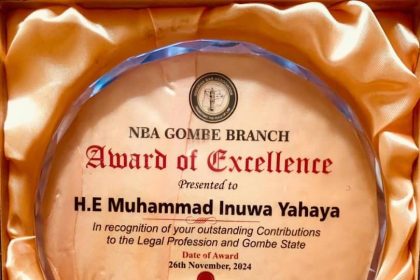 NBA GOMBE BRANCH
Award of Excellence
Presented to
H.E Muhammad Inuwa Yahaya
In recognition of your outstanding Contributions
to the Legal Profession and Gombe State
Date of Award
26th November, 2024